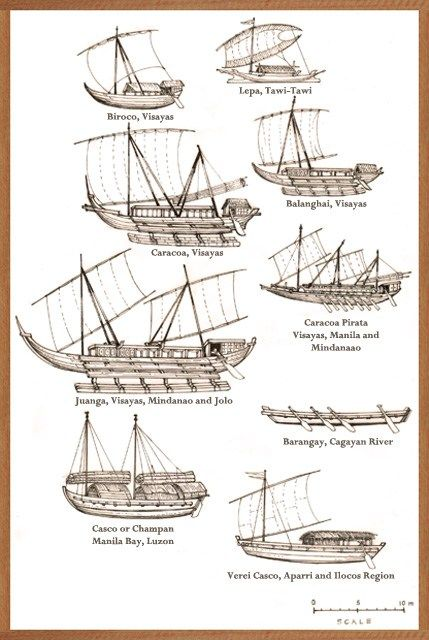 Lepa, Tawi-Tawi
Biroco, Visayas
Balanghai, Visayas
Caracoa, Visayas
Caracoa Pirata
Visayas, Manila and
Mindanaao
Juanga, Visayas, Mindanao and Jolo
Barangay, Cagayan River
Casco or Champan
Manila Bay, Luzon
Verei Casco, Aparri and Ilocos Region
0 5 10 m
SCALE